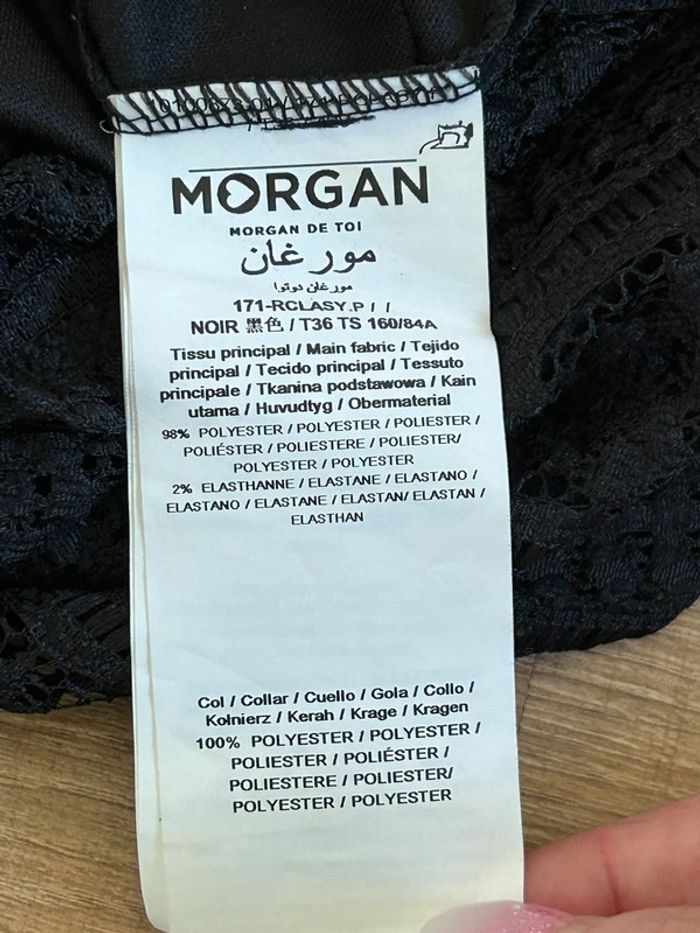 MORGAN
MORGAN DE TOI
مورغان
مورغان دوتوا
171-RCLASY.P / /
NOIR 黑色 / T36 TS 160/84A
Tissu principal / Main fabric / Tejido
principal / Tecido principal / Tessuto
principale / Tkanina podstawowa / Kain
utama / Huvudtyg / Obermaterial
98% POLYESTER / POLYESTER / POLIESTER /
POLIÉSTER / POLIESTERE / POLIESTER/
POLYESTER / POLYESTER
2% ELASTHANNE / ELASTANE / ELASTANO /
ELASTANO / ELASTANE / ELASTAN/ ELASTAN /
ELASTHAN
Col / Collar / Cuello / Gola / Collo /
Kołnierz / Kerah / Krage / Kragen
100% POLYESTER / POLYESTER /
POLIESTER / POLIÉSTER /
POLIESTERE / POLIESTER/
POLYESTER / POLYESTER